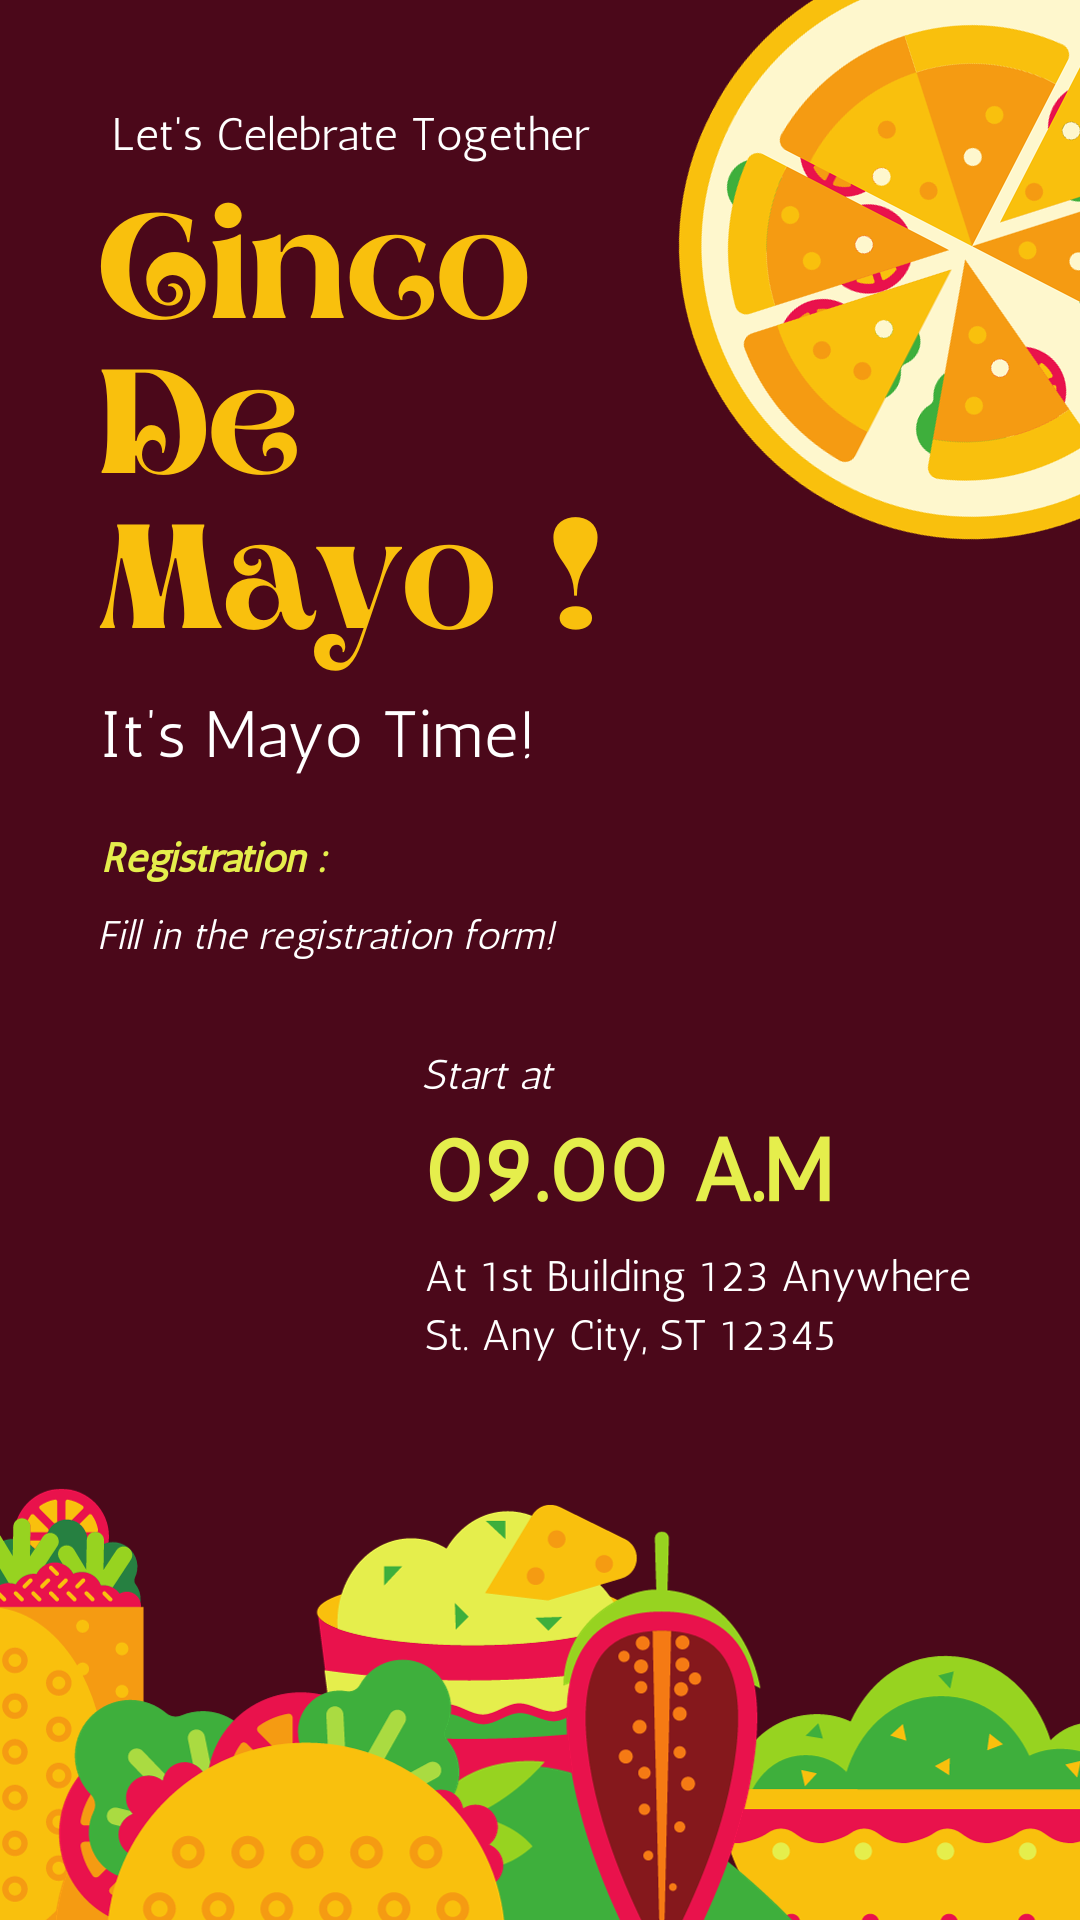 Let's Celebrate Together
Cinco
De
Mayo !
It's Mayo Time!
Registration :
Fill in the registration form!
Start at
09.00 A.M
At 1st Building 123 Anywhere
St. Any City, ST 12345